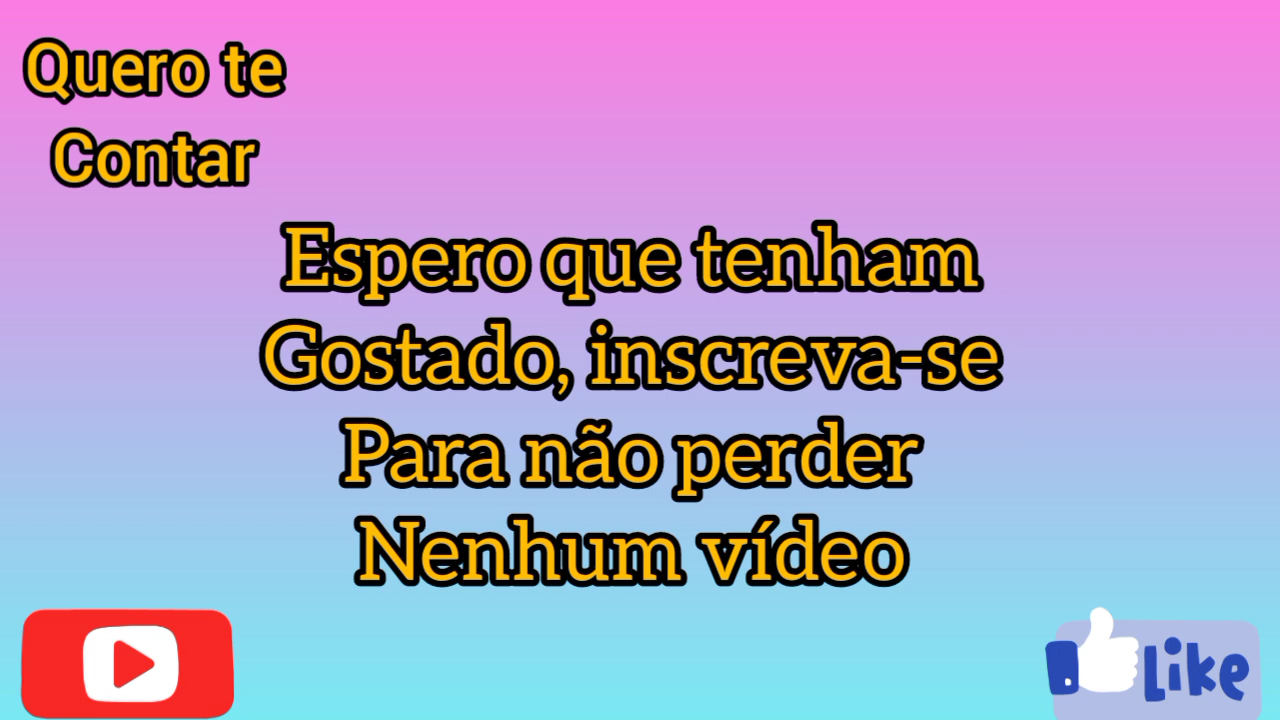 Quero te
Contar
Espero que tenham
Gostado, inscreva-se
Para não perder
Nenhum vídeo
Like